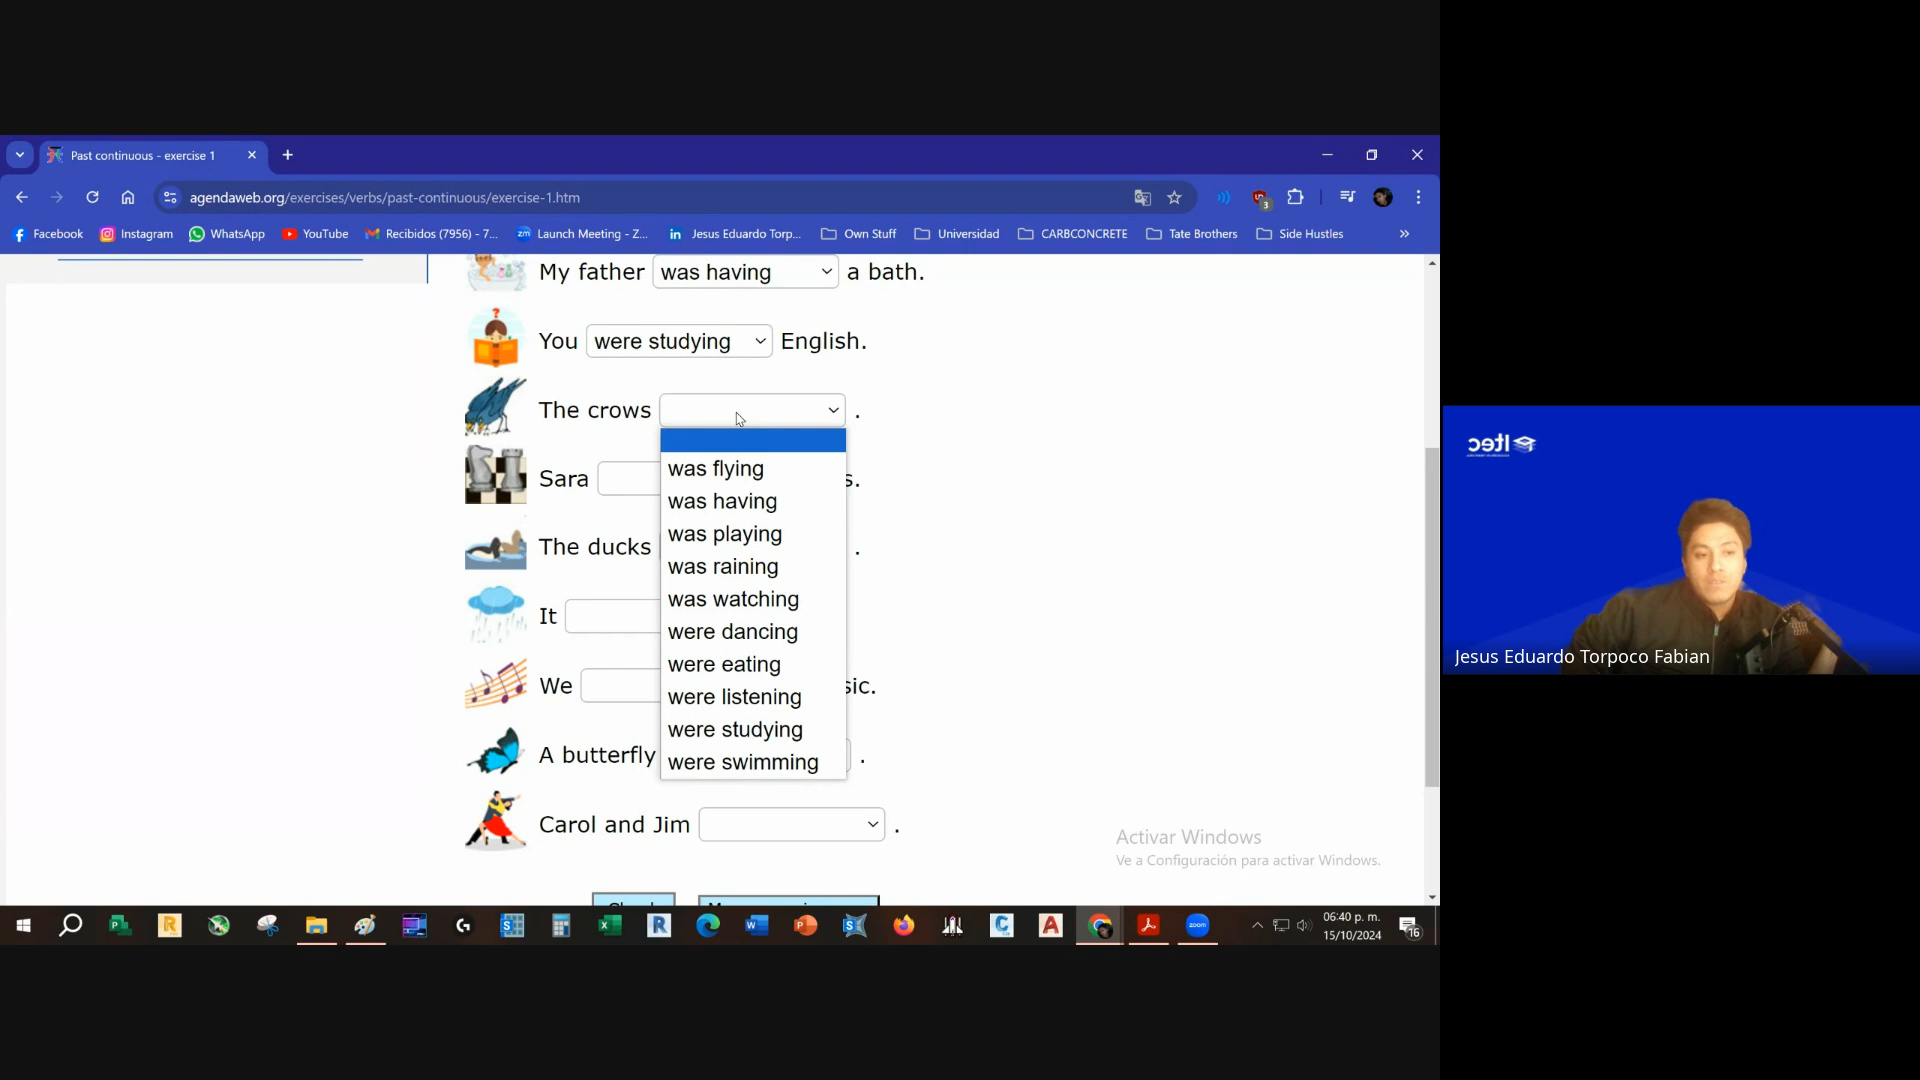 Past continuous - exercise 1
agendaweb.org/exercises/verbs/past-continuous/exercise-1.htm
3
Facebook Instagram WhatsApp YouTube Recibidos (7956) - 7... Launch Meeting - Z... Jesus Eduardo Torp... Own Stuff Universidad CARBCONCRETE Tate Brothers Side Hustles »
My father was having a bath.
You were studying English.
The crows .
was flying
Sara s.
was having
was playing
The ducks .
was raining
was watching
It
were dancing
were eating
We sic.
were listening
were studying
A butterfly .
were swimming
Carol and Jim .
Activar Windows
Ve a Configuración para activar Windows.
06:40 p. m.
15/10/2024
16
zoom
Itec
Jesus Eduardo Torpoco Fabian